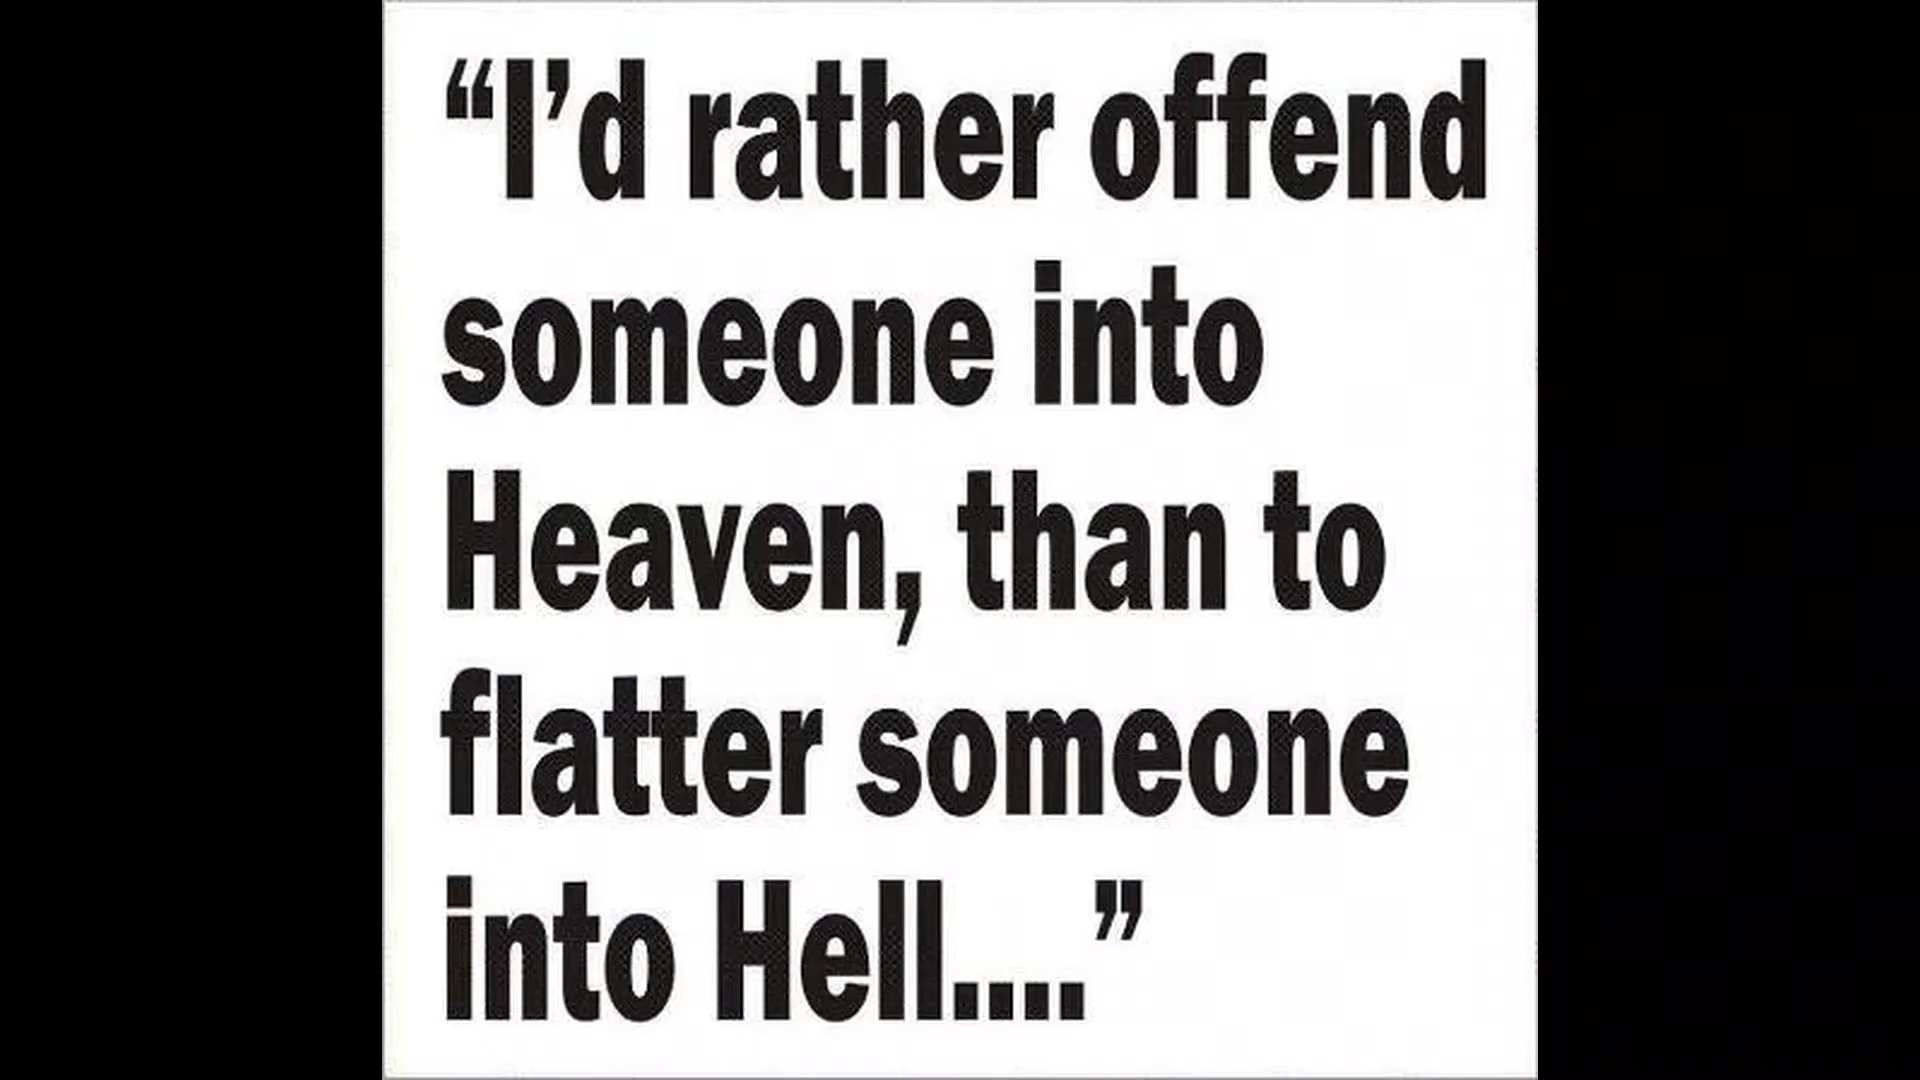 “I’d rather offend
someone into
Heaven, than to
flatter someone
into Hell....”